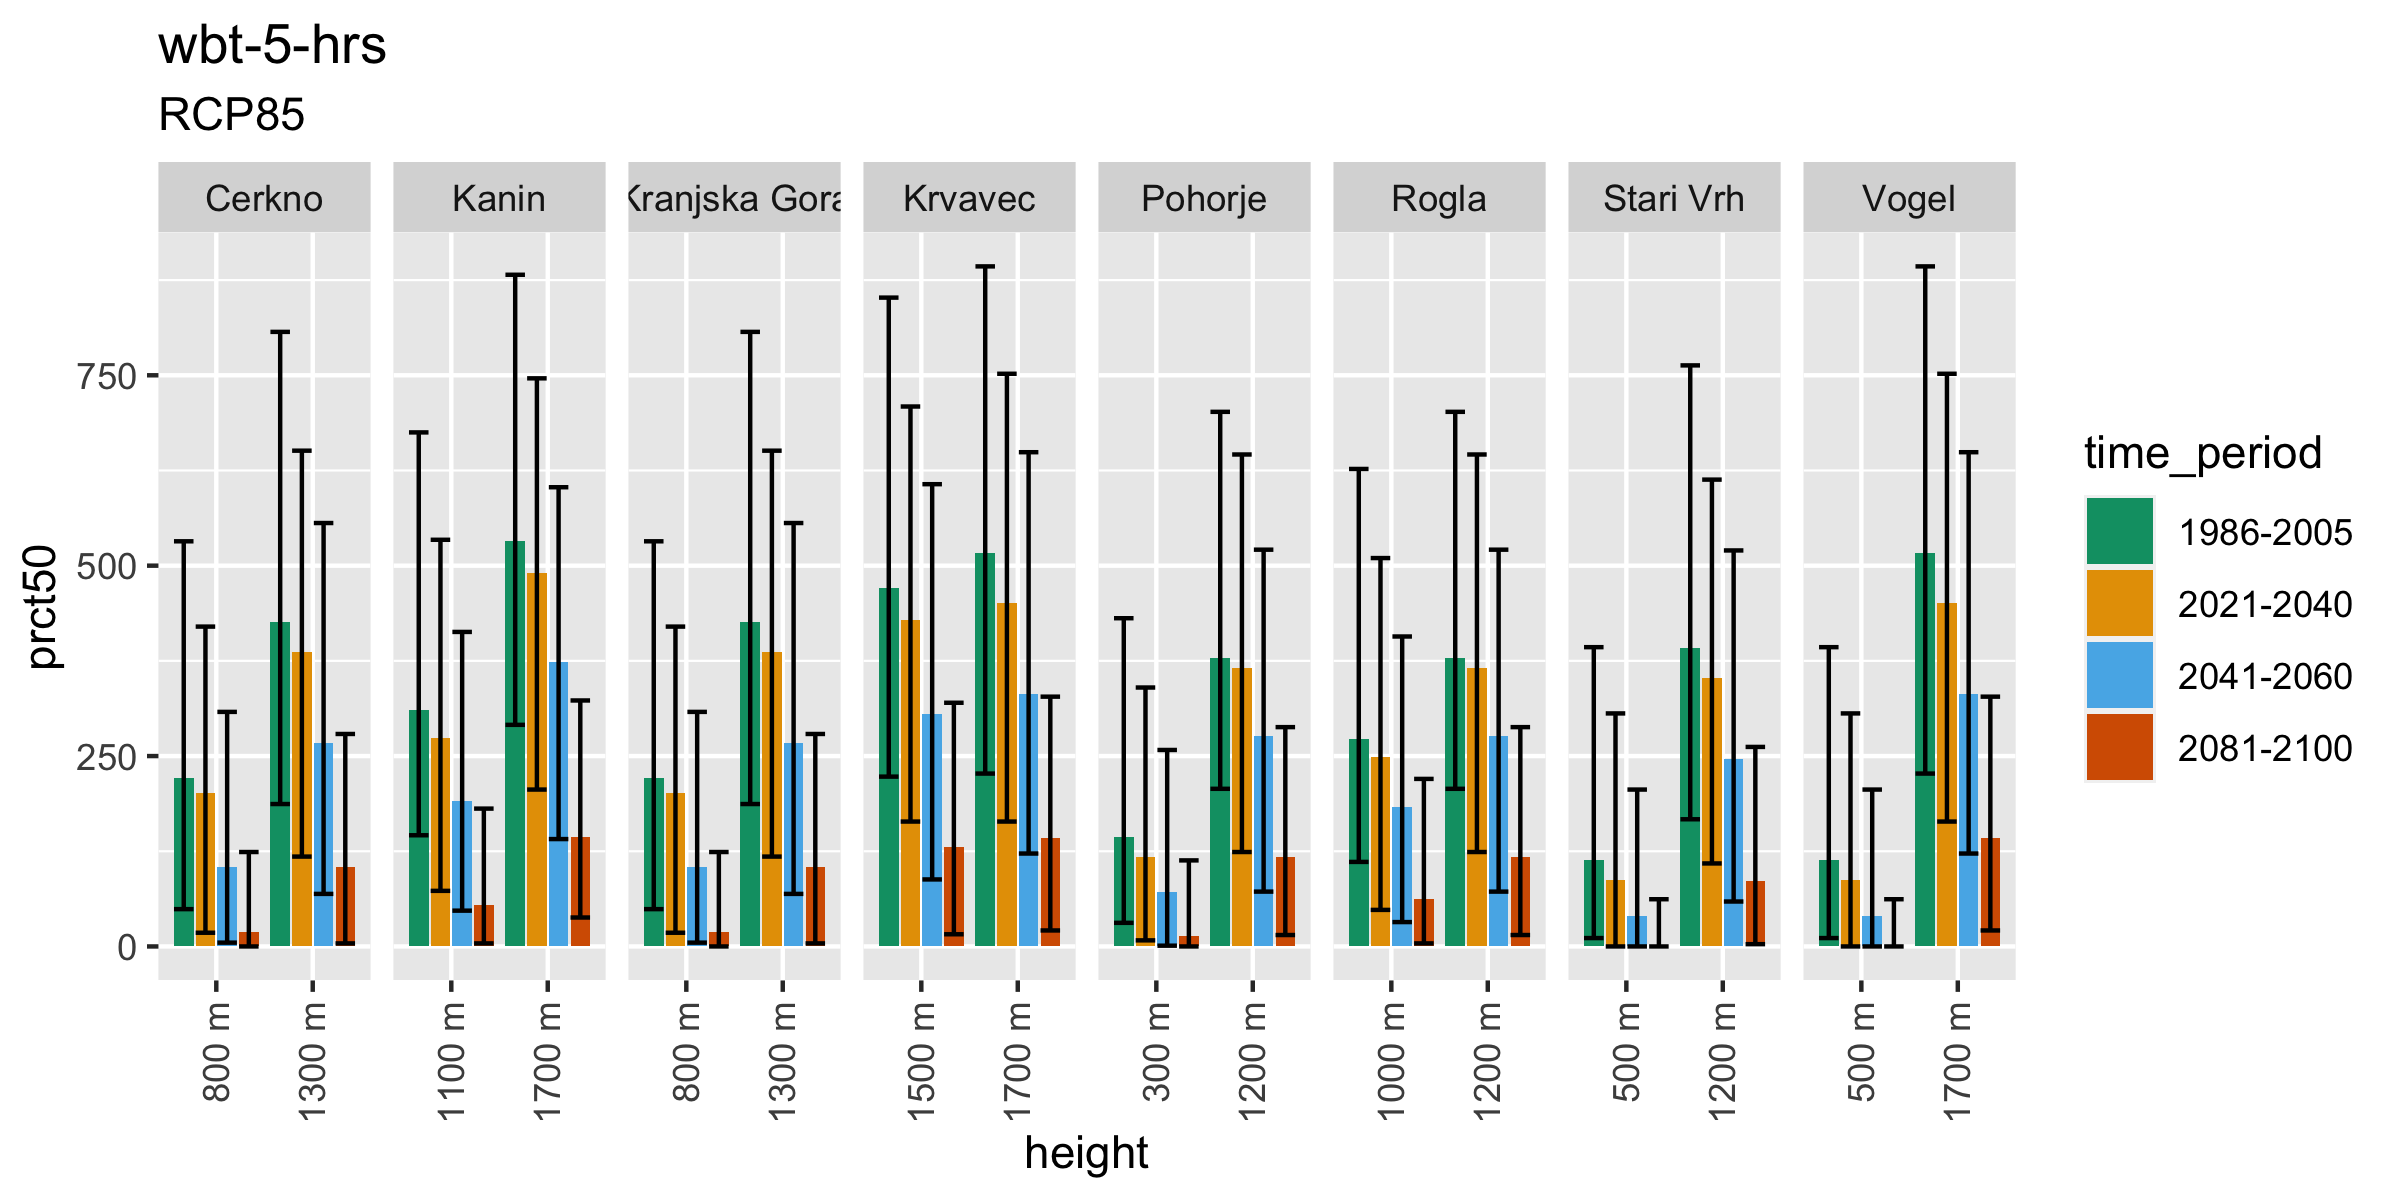 wbt-5-hrs
RCP85
Cerkno Kanin Kranjska Gora Krvavec Pohorje Rogla Stari Vrh Vogel
750
500
250
0
prct50
800 m 1300 m 1100 m 1700 m 800 m 1300 m 1500 m 1700 m 300 m 1200 m 1000 m 1200 m 500 m 1200 m 500 m 1700 m
height
time_period
1986-2005
2021-2040
2041-2060
2081-2100